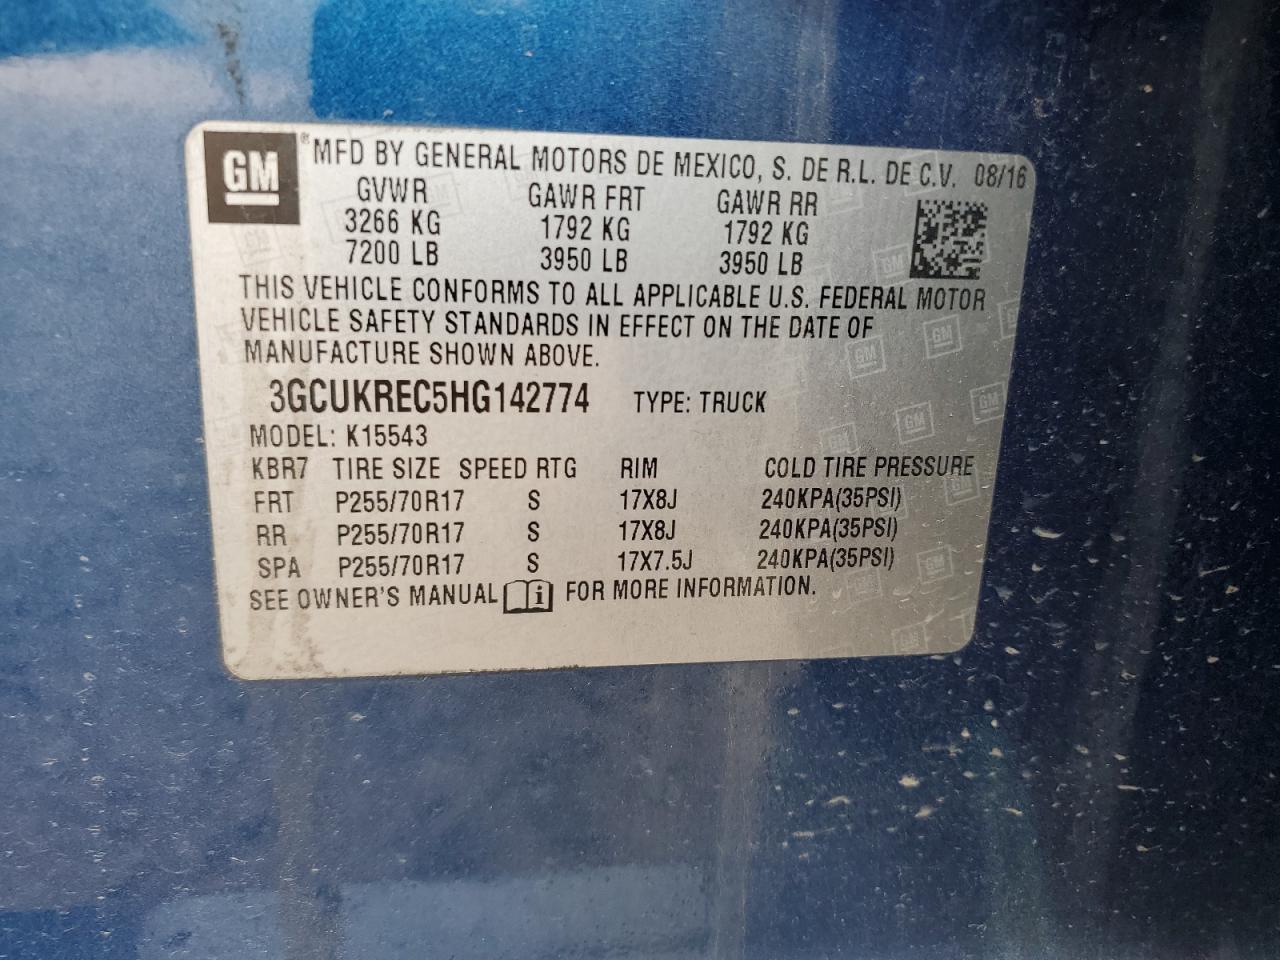 GM ® MFD BY GENERAL MOTORS DE MEXICO, S. DE R.L. DE C.V. 08/16
GVWR GAWR FRT GAWR RR
3266 KG 1792 KG 1792 KG
7200 LB 3950 LB 3950 LB
THIS VEHICLE CONFORMS TO ALL APPLICABLE U.S. FEDERAL MOTOR
VEHICLE SAFETY STANDARDS IN EFFECT ON THE DATE OF
MANUFACTURE SHOWN ABOVE.
3GCUKREC5HG142774 TYPE: TRUCK
MODEL: K15543
KBR7 TIRE SIZE SPEED RTG RIM COLD TIRE PRESSURE
FRT P255/70R17 S 17X8J 240KPA(35PSI)
RR P255/70R17 S 17X8J 240KPA(35PSI)
SPA P255/70R17 S 17X7.5J 240KPA(35PSI)
SEE OWNER'S MANUAL i FOR MORE INFORMATION.